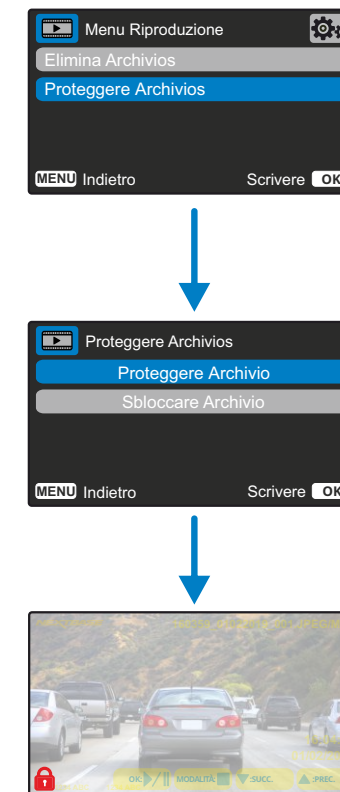 Menu Riproduzione
Elimina Archivios
Proteggere Archivios
MENU Indietro Scrivere OK
Proteggere Archivios
Proteggere Archivio
Sbloccare Archivio
MENU Indietro Scrivere OK
OK: / MODALITÀ: :SUCC. :PREC.